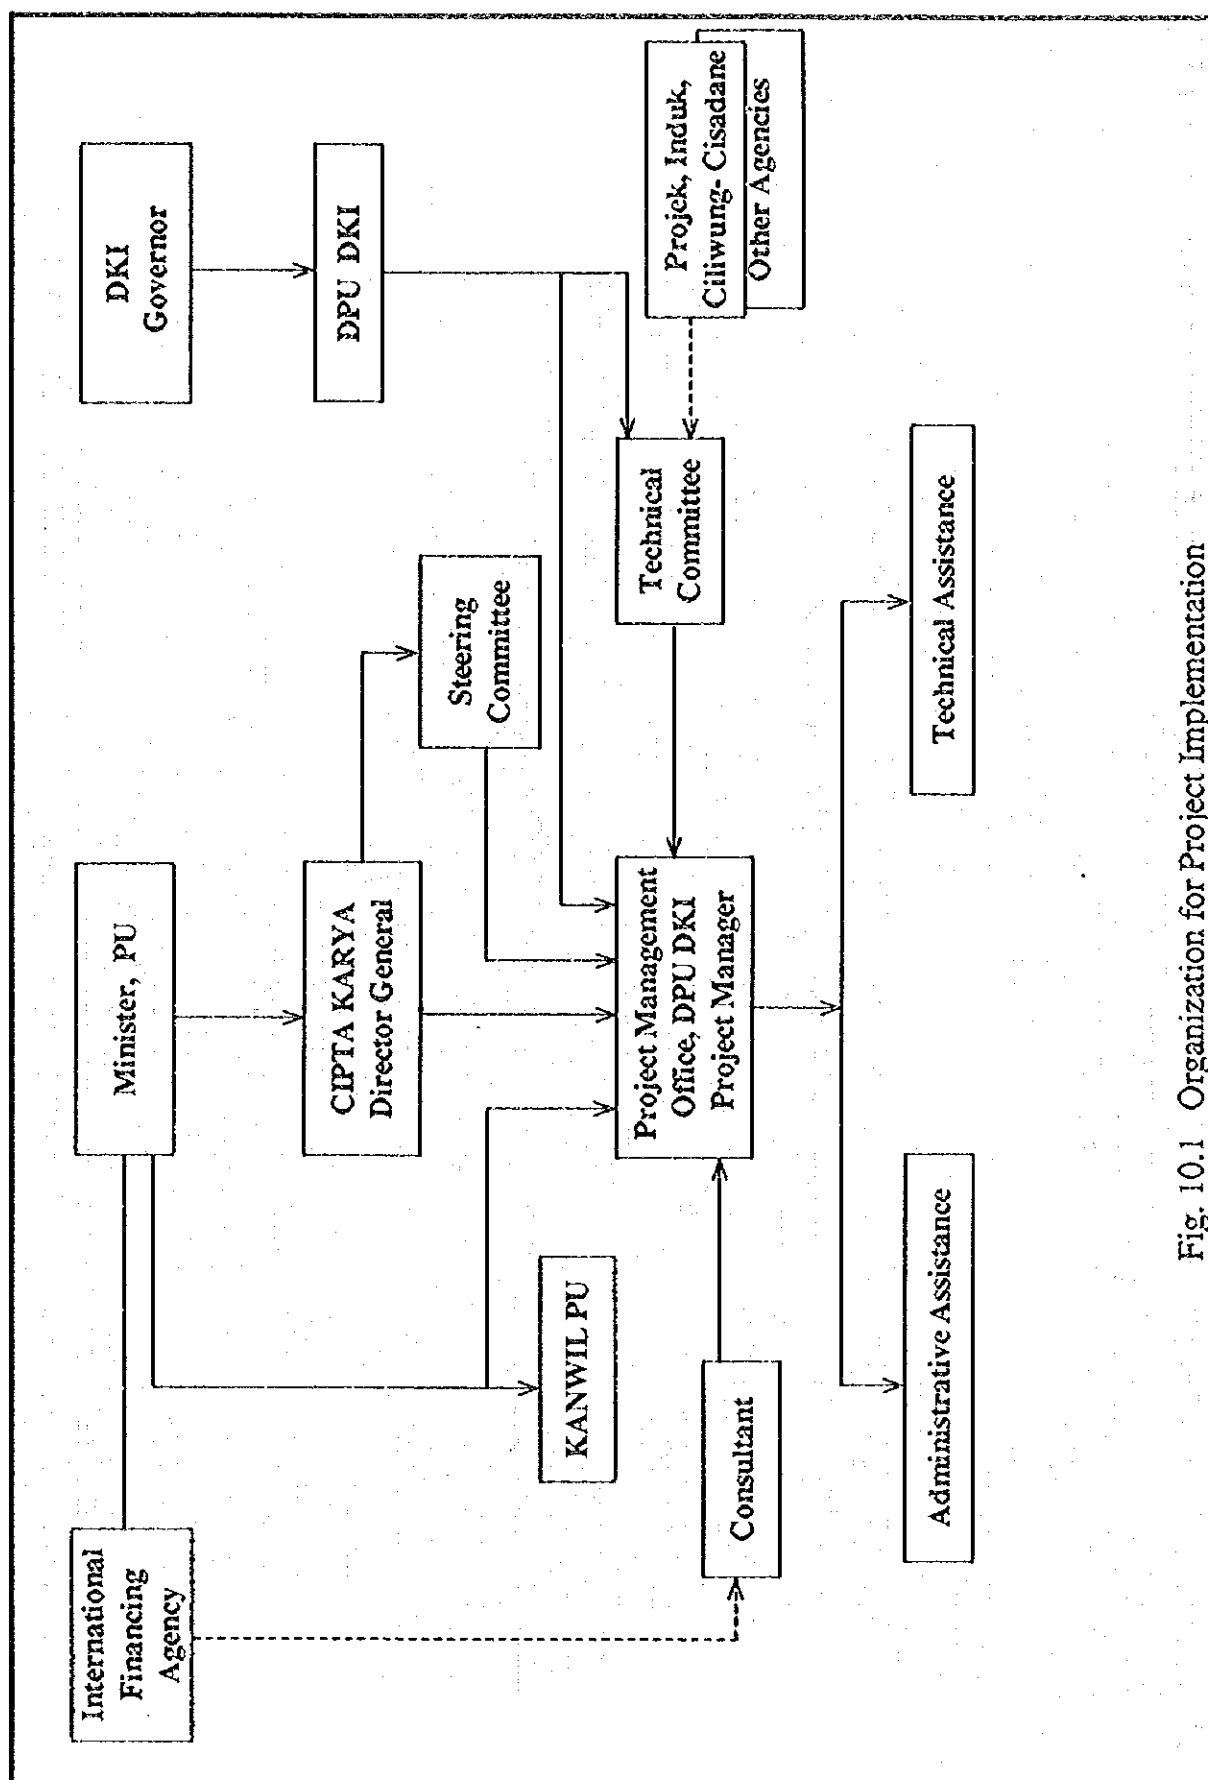 International
Financing
Agency
Minister, PU
DKI
Governor
CIPTA KARYA
Director General
DPU DKI
Steering
Committee
KANWIL PU
Project Management
Office, DPU DKI
Project Manager
Technical
Committee
Projek, Induk,
Ciliwung- Cisadane
Other Agencies
Consultant
Administrative Assistance
Technical Assistance
Fig. 10.1 Organization for Project Implementation